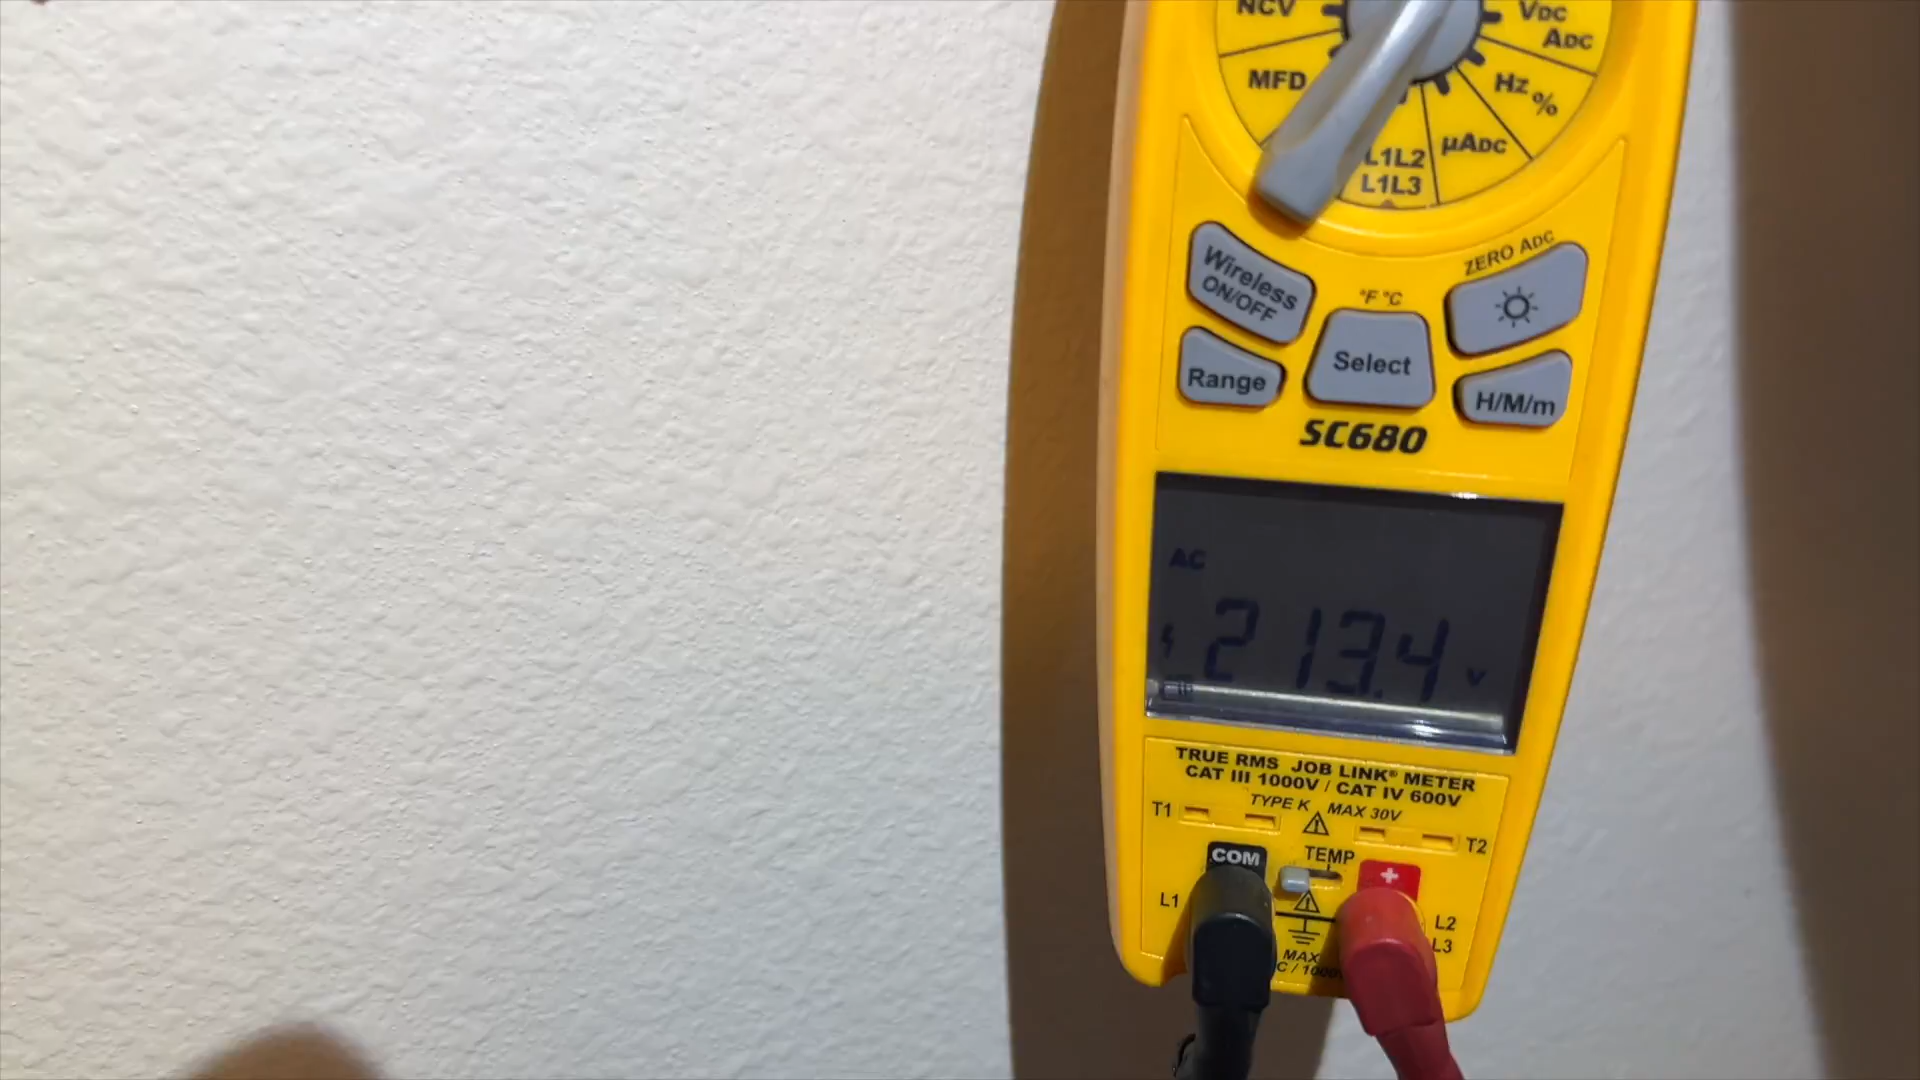 NCV
VDC
ADC
MFD
Hz
%
µADC
L1L2
L1L3
ZERO ADC
Wireless
ON/OFF
°F °C
Range
Select
H/M/m
SC680
AC
213.4 V
TRUE RMS JOB LINK® METER
CAT III 1000V / CAT IV 600V
TYPE K MAX 30V
T1
T2
COM
TEMP
+
L1
L2
L3
MAX